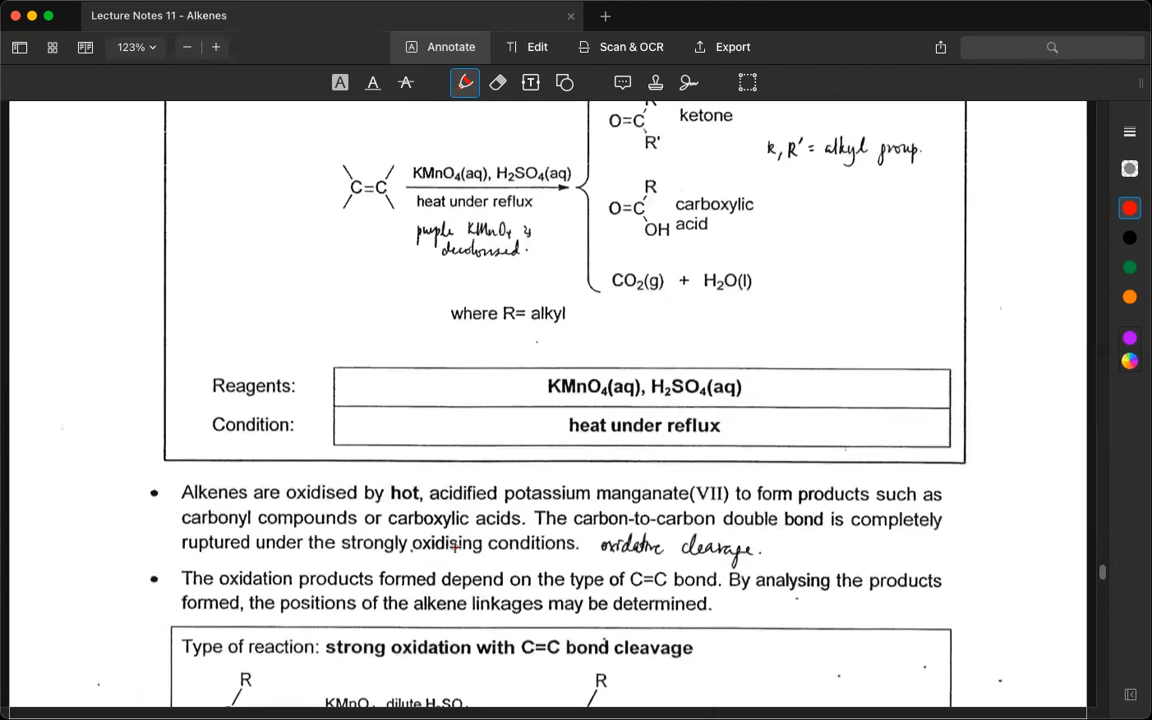 Lecture Notes 11 - Alkenes
123%
Annotate
Edit
Scan & OCR
Export
O=C
R'
ketone
R, R' = alkyl group.
C=C
KMnO₄(aq), H₂SO₄(aq)
heat under reflux
purple KMnO₄ is
decolourised.
R
O=C
OH
carboxylic
acid
CO₂(g) + H₂O(l)
where R= alkyl
Reagents:
KMnO₄(aq), H₂SO₄(aq)
Condition:
heat under reflux
• Alkenes are oxidised by hot, acidified potassium manganate(VII) to form products such as
carbonyl compounds or carboxylic acids. The carbon-to-carbon double bond is completely
ruptured under the strongly oxidising conditions. oxidative cleavage.
• The oxidation products formed depend on the type of C=C bond. By analysing the products
formed, the positions of the alkene linkages may be determined.
Type of reaction: strong oxidation with C=C bond cleavage
R
R
KMnO₄, dilute H₂SO₄